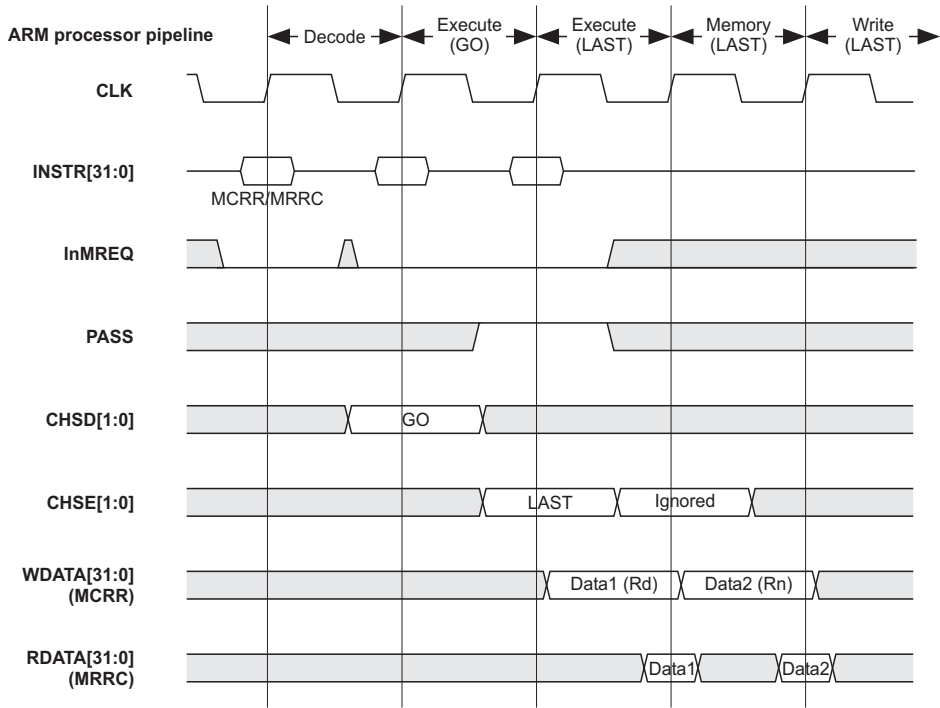 ARM processor pipeline
Decode
Execute
(GO)
Execute
(LAST)
Memory
(LAST)
Write
(LAST)
CLK
INSTR[31:0]
MCRR/MRRC
InMREQ
PASS
CHSD[1:0]
GO
CHSE[1:0]
LAST
Ignored
WDATA[31:0]
(MCRR)
Data1 (Rd)
Data2 (Rn)
RDATA[31:0]
(MRRC)
Data1
Data2